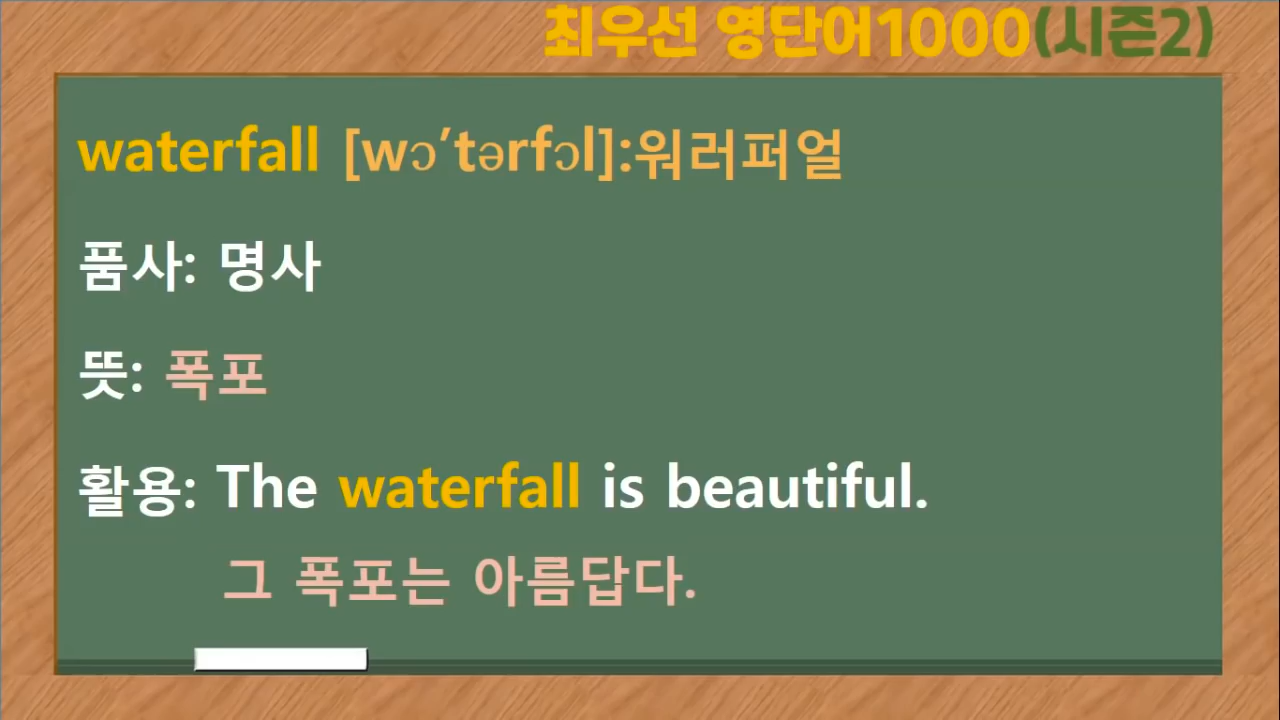 최우선 영단어1000(시즌2)
waterfall [wɔ′tərfɔl]:워러퍼얼
품사: 명사
뜻: 폭포
활용: The waterfall is beautiful.
그 폭포는 아름답다.